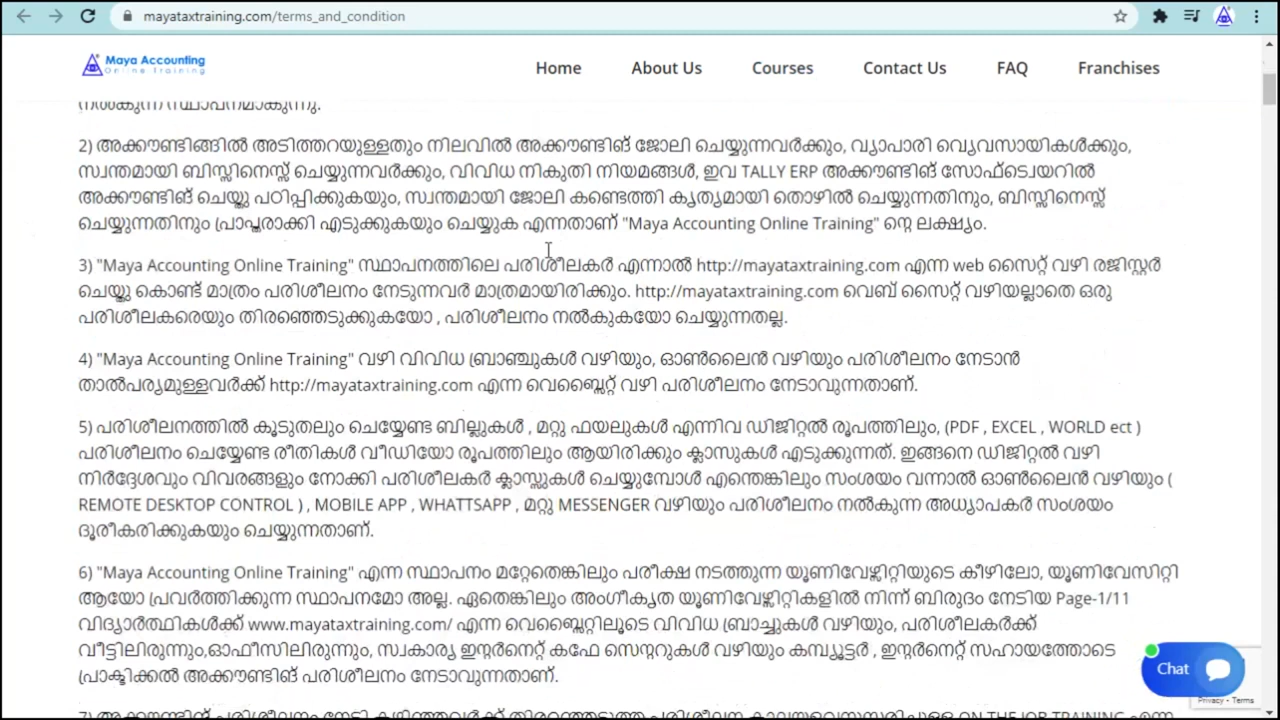 mayataxtraining.com/terms_and_condition
Maya Accounting
Online Training
Home About Us Courses Contact Us FAQ Franchises
നൽകുന്ന സ്ഥാപനമാകുന്നു.
2) അക്കൗണ്ടിങ്ങിൽ അടിത്തറയുള്ളതും നിലവിൽ അക്കൗണ്ടിങ് ജോലി ചെയ്യുന്നവർക്കും, വ്യാപാരി വ്യെവസായികൾക്കും,
സ്വന്തമായി ബിസ്സിനെസ്സ് ചെയ്യുന്നവർക്കും, വിവിധ നികുതി നിയമങ്ങൾ, ഇവ TALLY ERP അക്കൗണ്ടിങ് സോഫ്ട്വെയറിൽ
അക്കൗണ്ടിങ് ചെയ്തു പഠിപ്പിക്കുകയും, സ്വന്തമായി ജോലി കണ്ടെത്തി കൃത്യമായി തൊഴിൽ ചെയ്യുന്നതിനും, ബിസ്സിനെസ്സ്
ചെയ്യുന്നതിനും പ്രാപ്തരാക്കി എടുക്കുകയും ചെയ്യുക എന്നതാണ് "Maya Accounting Online Training" ന്റെ ലക്ഷ്യം.
3) "Maya Accounting Online Training" സ്ഥാപനത്തിലെ പരിശീലകർ എന്നാൽ http://mayataxtraining.com എന്ന web സൈറ്റ് വഴി രജിസ്റ്റർ
ചെയ്തു കൊണ്ട് മാത്രം പരിശീലനം നേടുന്നവർ മാത്രമായിരിക്കും. http://mayataxtraining.com വെബ് സൈറ്റ് വഴിയല്ലാതെ ഒരു
പരിശീലകരെയും തിരഞ്ഞെടുക്കുകയോ , പരിശീലനം നൽകുകയോ ചെയ്യുന്നതല്ല.
4) "Maya Accounting Online Training" വഴി വിവിധ ബ്രാഞ്ചുകൾ വഴിയും, ഓൺലൈൻ വഴിയും പരിശീലനം നേടാൻ
താൽപര്യമുള്ളവർക്ക് http://mayataxtraining.com എന്ന വെബ്സൈറ്റ് വഴി പരിശീലനം നേടാവുന്നതാണ്.
5) പരിശീലനത്തിൽ കൂടുതലും ചെയ്യേണ്ട ബില്ലുകൾ , മറ്റു ഫയലുകൾ എന്നിവ ഡിജിറ്റൽ രൂപത്തിലും, (PDF , EXCEL , WORLD ect )
പരിശീലനം ചെയ്യേണ്ട രീതികൾ വീഡിയോ രൂപത്തിലും ആയിരിക്കും ക്ലാസുകൾ എടുക്കുന്നത്. ഇങ്ങനെ ഡിജിറ്റൽ വഴി
നിർദ്ദേശവും വിവരങ്ങളും നോക്കി പരിശീലകർ ക്ലാസ്സുകൾ ചെയ്യുമ്പോൾ എന്തെങ്കിലും സംശയം വന്നാൽ ഓൺലൈൻ വഴിയും (
REMOTE DESKTOP CONTROL ) , MOBILE APP , WHATTSAPP , മറ്റു MESSENGER വഴിയും പരിശീലനം നൽകുന്ന അധ്യാപകർ സംശയം
ദൂരീകരിക്കുകയും ചെയ്യുന്നതാണ്.
6) "Maya Accounting Online Training" എന്ന സ്ഥാപനം മറ്റേതെങ്കിലും പരീക്ഷ നടത്തുന്ന യൂണിവേഴ്സിറ്റിയുടെ കീഴിലോ, യൂണിവേസിറ്റി
ആയോ പ്രവർത്തിക്കുന്ന സ്ഥാപനമോ അല്ല. ഏതെങ്കിലും അംഗീകൃത യൂണിവേഴ്സിറ്റികളിൽ നിന്ന് ബിരുദം നേടിയ Page-1/11
വിദ്യാർത്ഥികൾക്ക് www.mayataxtraining.com/ എന്ന വെബ്സൈറ്റിലൂടെ വിവിധ ബ്രാച്ചുകൾ വഴിയും, പരിശീലകർക്ക്
വീട്ടിലിരുന്നും,ഓഫീസിലിരുന്നും, സ്വകാര്യ ഇന്റർനെറ്റ് കഫേ സെന്ററുകൾ വഴിയും കമ്പ്യൂട്ടർ , ഇന്റർനെറ്റ് സഹായത്തോടെ
പ്രാക്ടിക്കൽ അക്കൗണ്ടിങ് പരിശീലനം നേടാവുന്നതാണ്.
Chat
Privacy - Terms